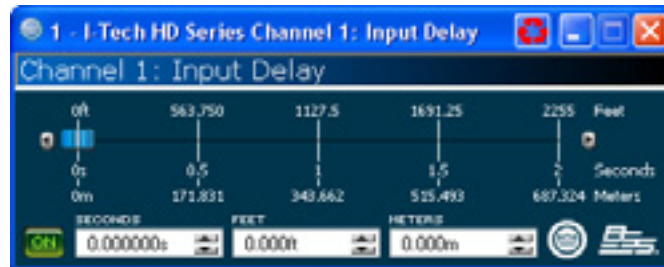 1 - I-Tech HD Series Channel 1: Input Delay
Channel 1: Input Delay
0ft 563.750 1127.5 1691.25 2255 Feet
0s 0.5 1 1.5 2 Seconds
0m 171.831 343.662 515.493 687.324 Meters
SECONDS FEET METERS
ON 0.000000s 0.000ft 0.000m BSS